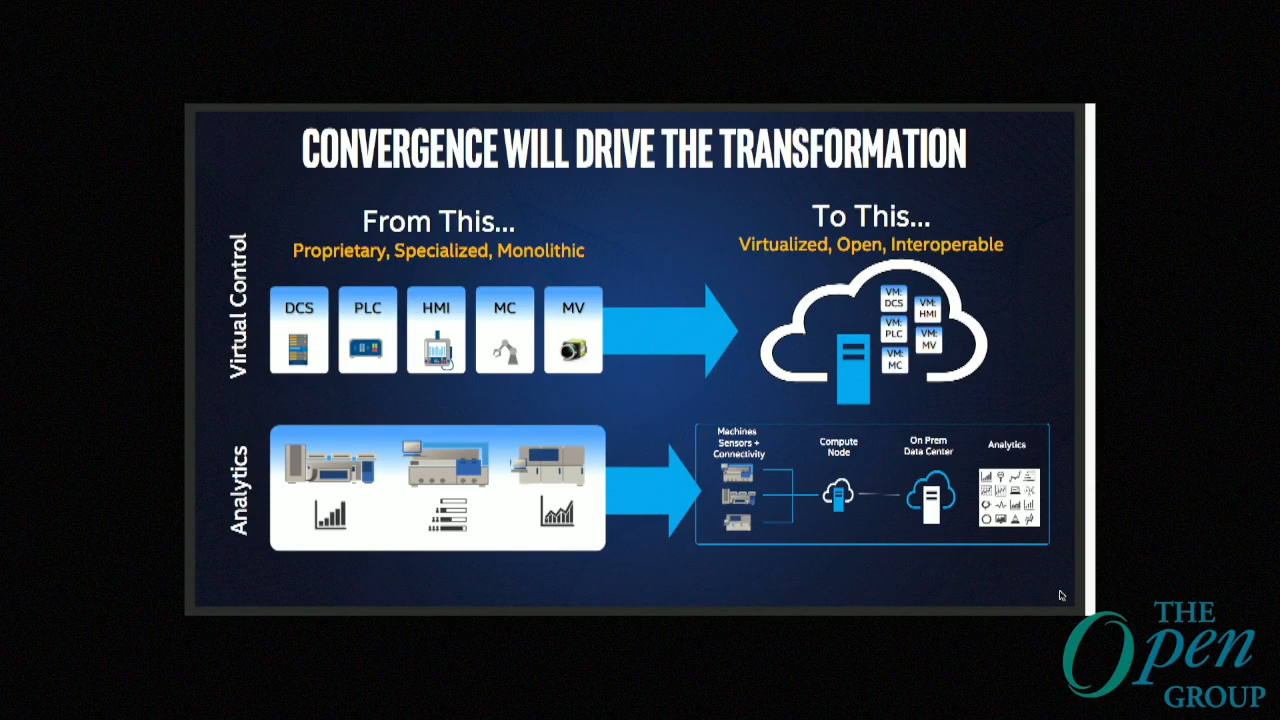 CONVERGENCE WILL DRIVE THE TRANSFORMATION
From This...
Proprietary, Specialized, Monolithic
To This...
Virtualized, Open, Interoperable
Virtual Control
DCS
PLC
HMI
MC
MV
VM:
DCS
VM:
HMI
VM:
PLC
VM:
MV
VM:
MC
Analytics
Machines
Sensors +
Connectivity
Compute
Node
On Prem
Data Center
Analytics
THE
Open
GROUP